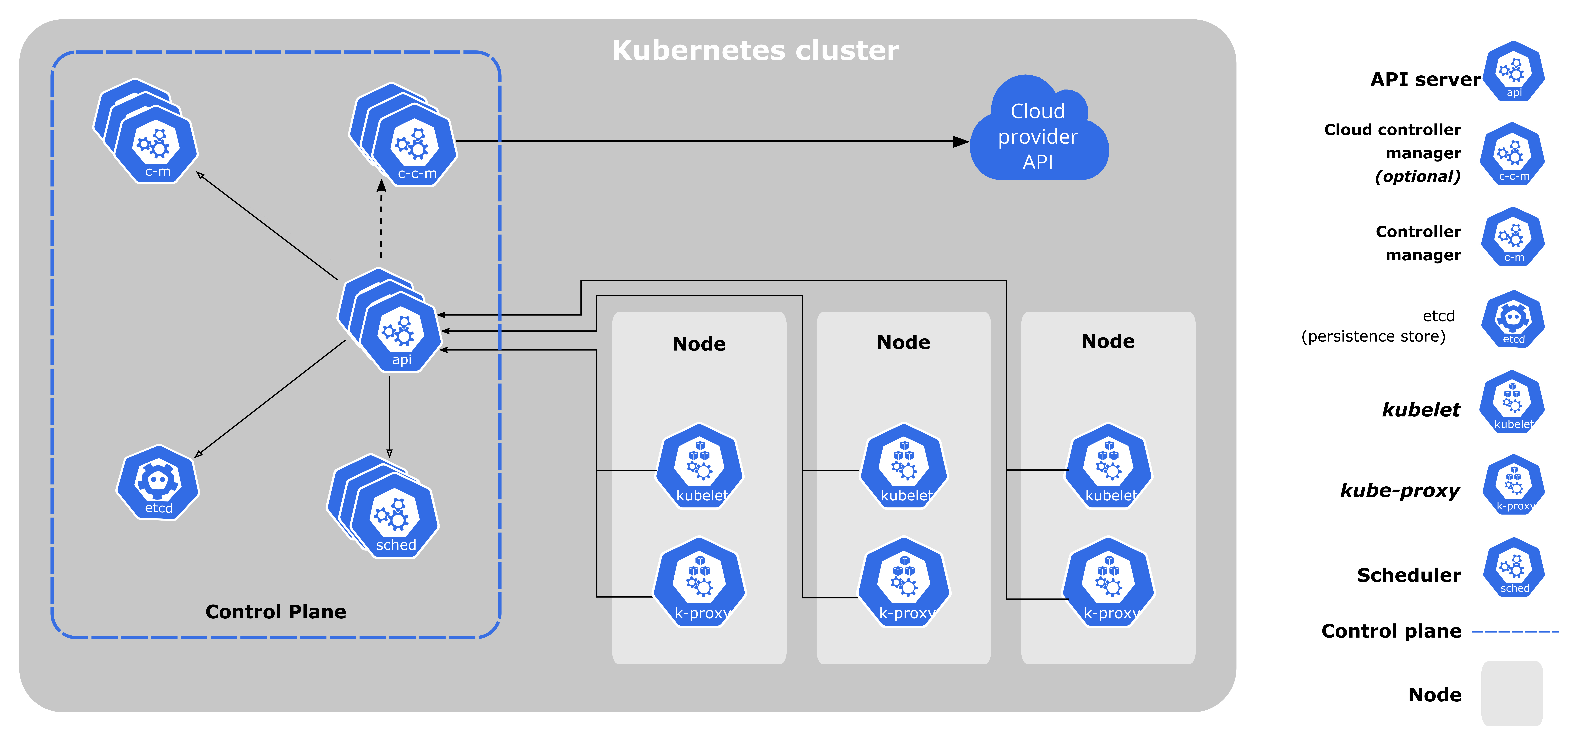 Kubernetes cluster
c-m
c-c-m
Cloud
provider
API
api
etcd
sched
Control Plane
Node
kubelet
k-proxy
Node
kubelet
k-proxy
Node
kubelet
k-proxy
API server
api
Cloud controller
manager
(optional)
c-c-m
Controller
manager
c-m
etcd
(persistence store)
etcd
kubelet
kubelet
kube-proxy
k-proxy
Scheduler
sched
Control plane
Node